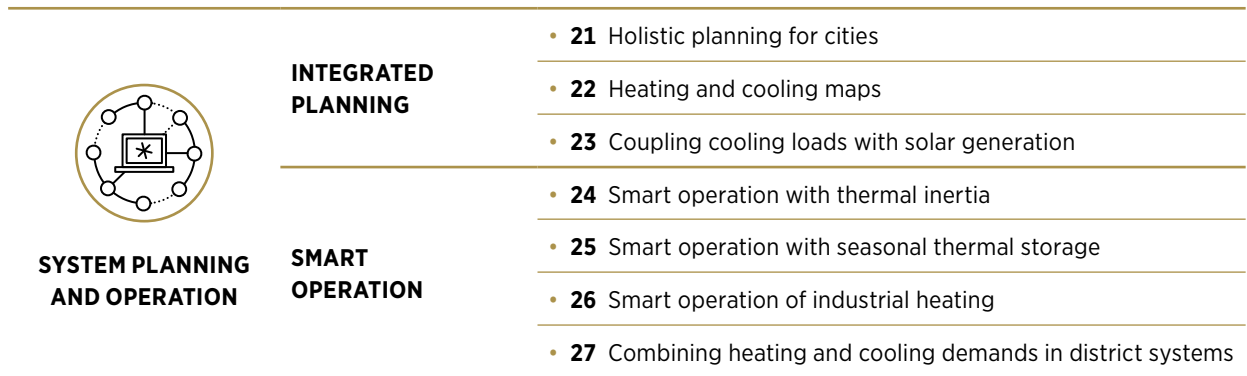 SYSTEM PLANNING
AND OPERATION
INTEGRATED
PLANNING
• 21 Holistic planning for cities
• 22 Heating and cooling maps
• 23 Coupling cooling loads with solar generation
SMART
OPERATION
• 24 Smart operation with thermal inertia
• 25 Smart operation with seasonal thermal storage
• 26 Smart operation of industrial heating
• 27 Combining heating and cooling demands in district systems